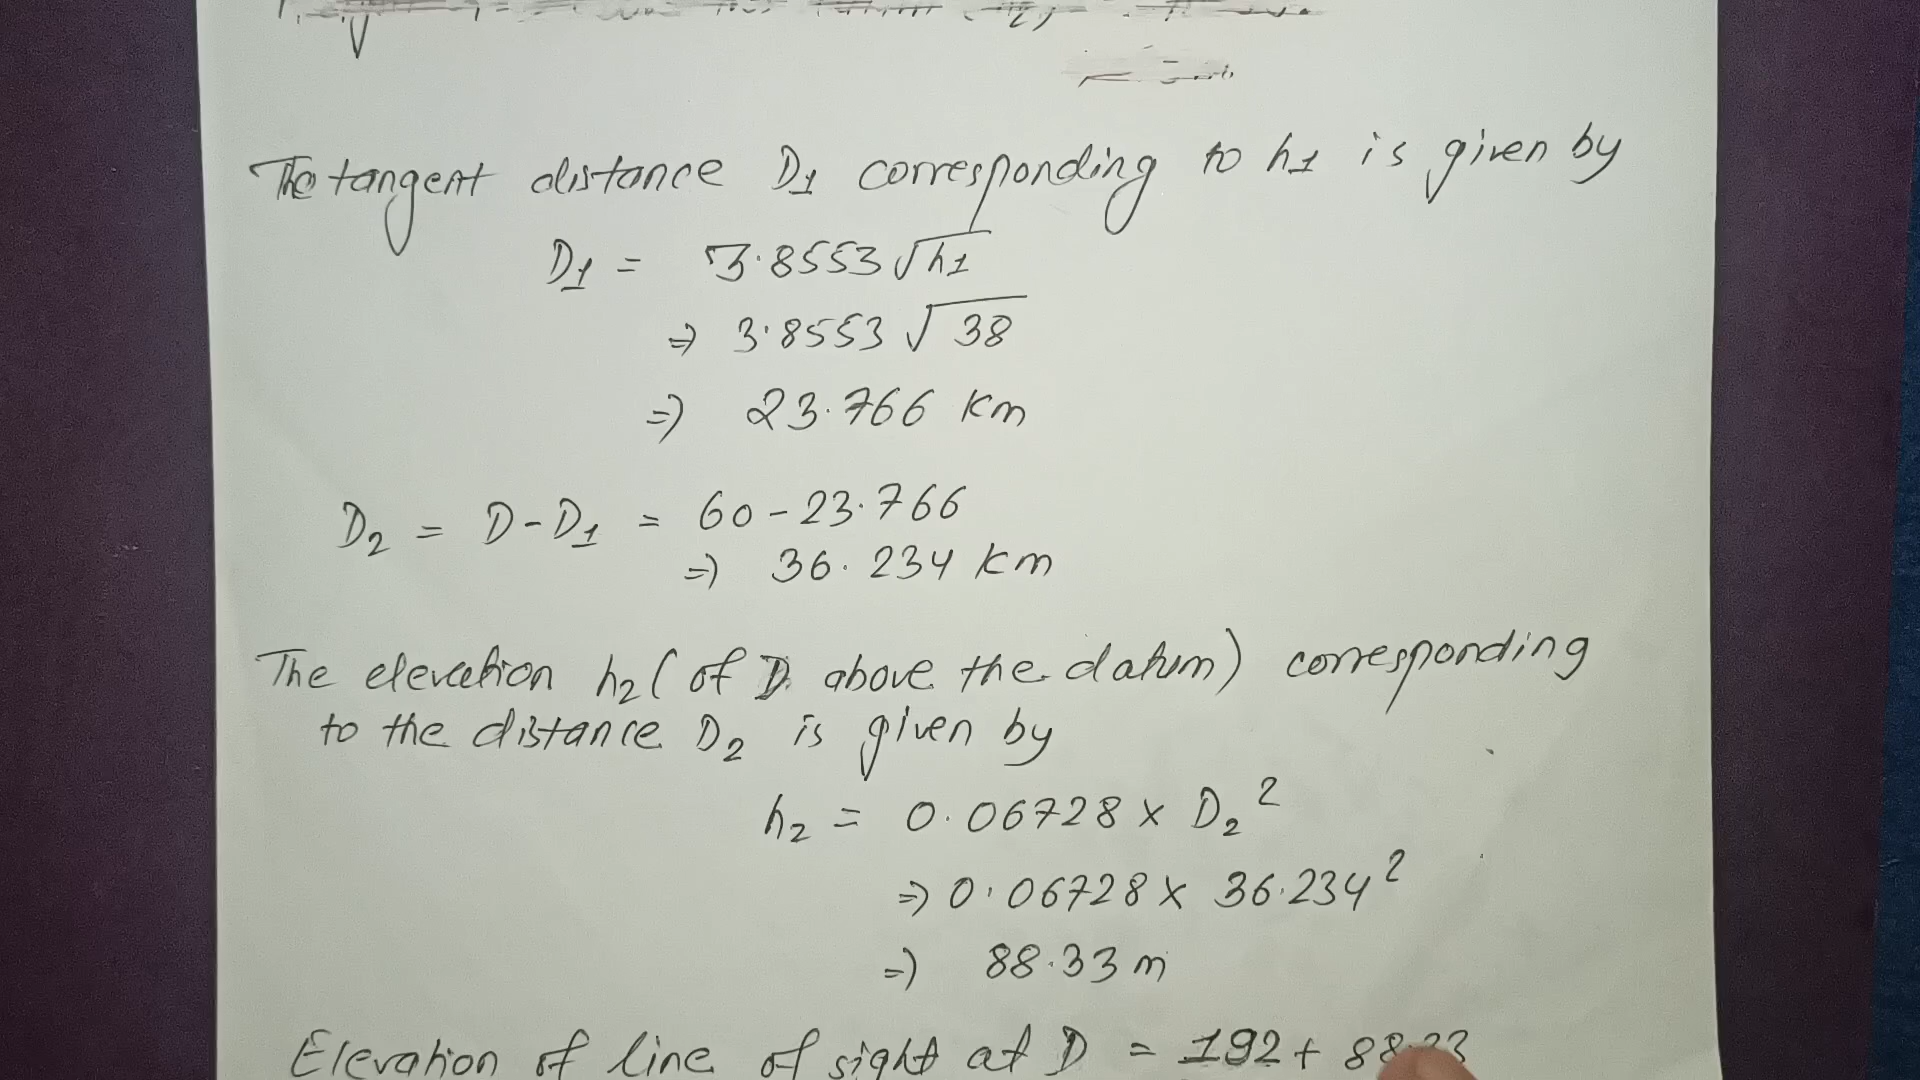 The tangent distance D1 corresponding to h1 is given by
D1 = 3.8553 √h1
⇒ 3.8553 √38
⇒ 23.766 km
D2 = D - D1 = 60 - 23.766
⇒ 36.234 km
The elevation h2 ( of D above the datum) corresponding
to the distance D2 is given by
h2 = 0.06728 x D2²
⇒ 0.06728 x 36.234²
⇒ 88.33 m
Elevation of line of sight at D = 192 + 88.33